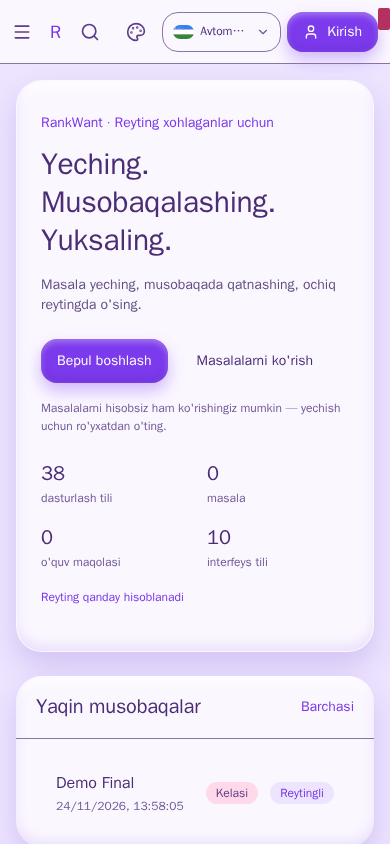 R
Avtom···
Kirish
RankWant · Reyting xohlaganlar uchun
Yeching.
Musobaqalashing.
Yuksaling.
Masala yeching, musobaqada qatnashing, ochiq
reytingda o'sing.
Bepul boshlash
Masalalarni ko'rish
Masalalarni hisobsiz ham ko'rishingiz mumkin — yechish
uchun ro'yxatdan o'ting.
38
0
dasturlash tili
masala
0
10
o'quv maqolasi
interfeys tili
Reyting qanday hisoblanadi
Yaqin musobaqalar
Barchasi
Demo Final
24/11/2026, 13:58:05
Kelasi
Reytingli